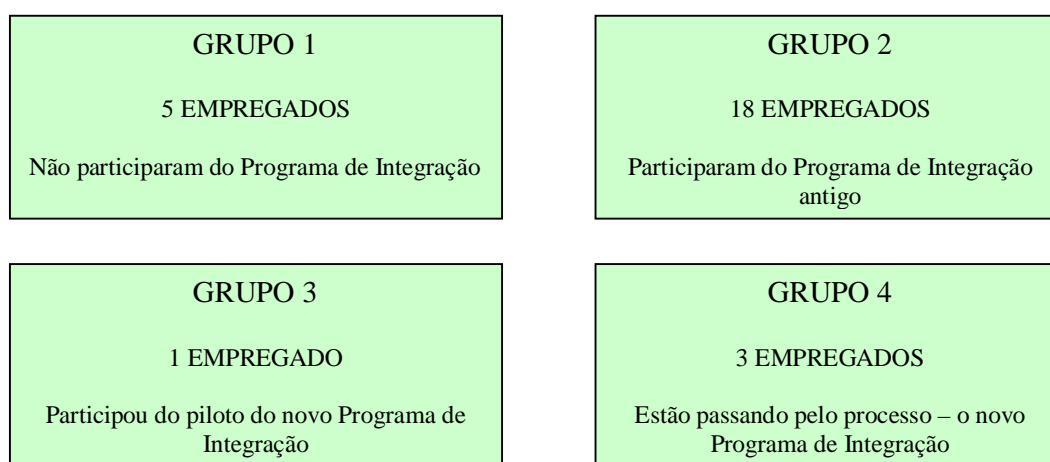 GRUPO 1
5 EMPREGADOS
Não participaram do Programa de Integração
GRUPO 2
18 EMPREGADOS
Participaram do Programa de Integração
antigo
GRUPO 3
1 EMPREGADO
Participou do piloto do novo Programa de
Integração
GRUPO 4
3 EMPREGADOS
Estão passando pelo processo – o novo
Programa de Integração